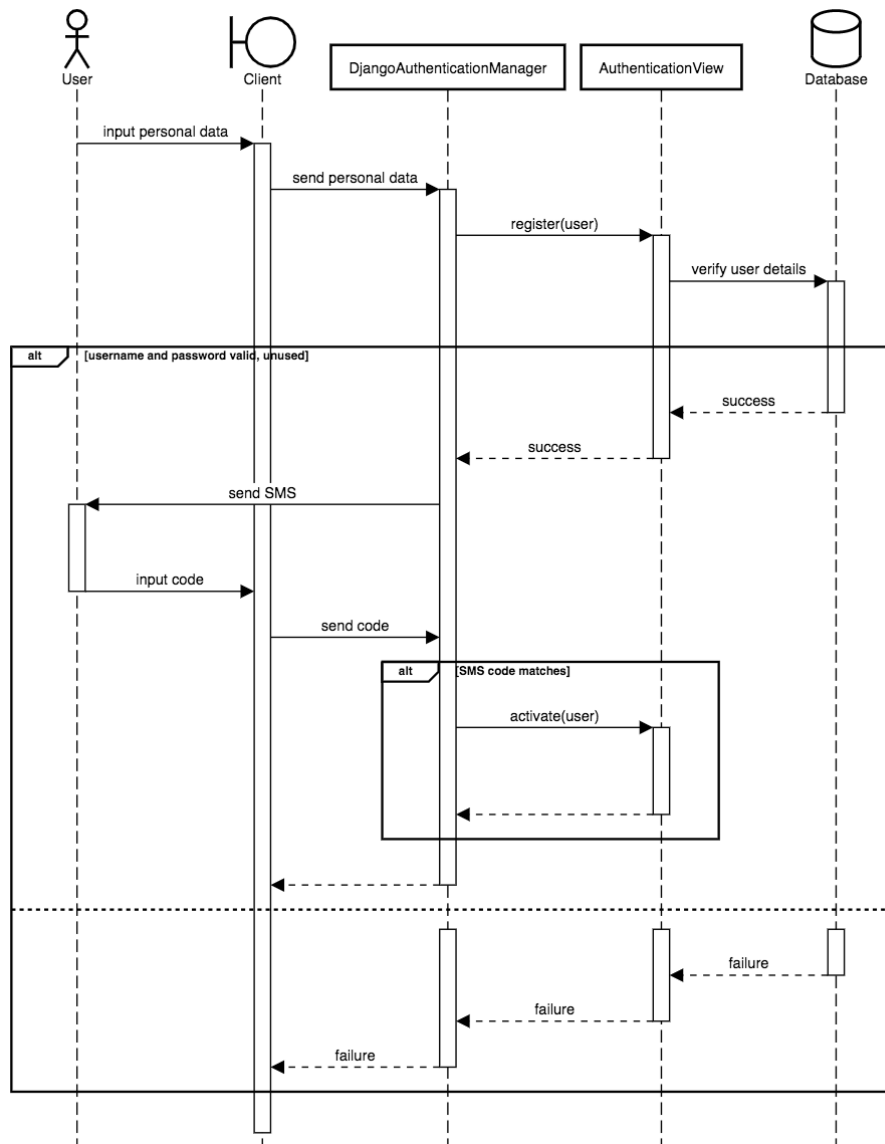 User
Client
DjangoAuthenticationManager
AuthenticationView
Database
input personal data
send personal data
register(user)
verify user details
alt
[username and password valid, unused]
success
success
send SMS
input code
send code
alt
[SMS code matches]
activate(user)
failure
failure
failure